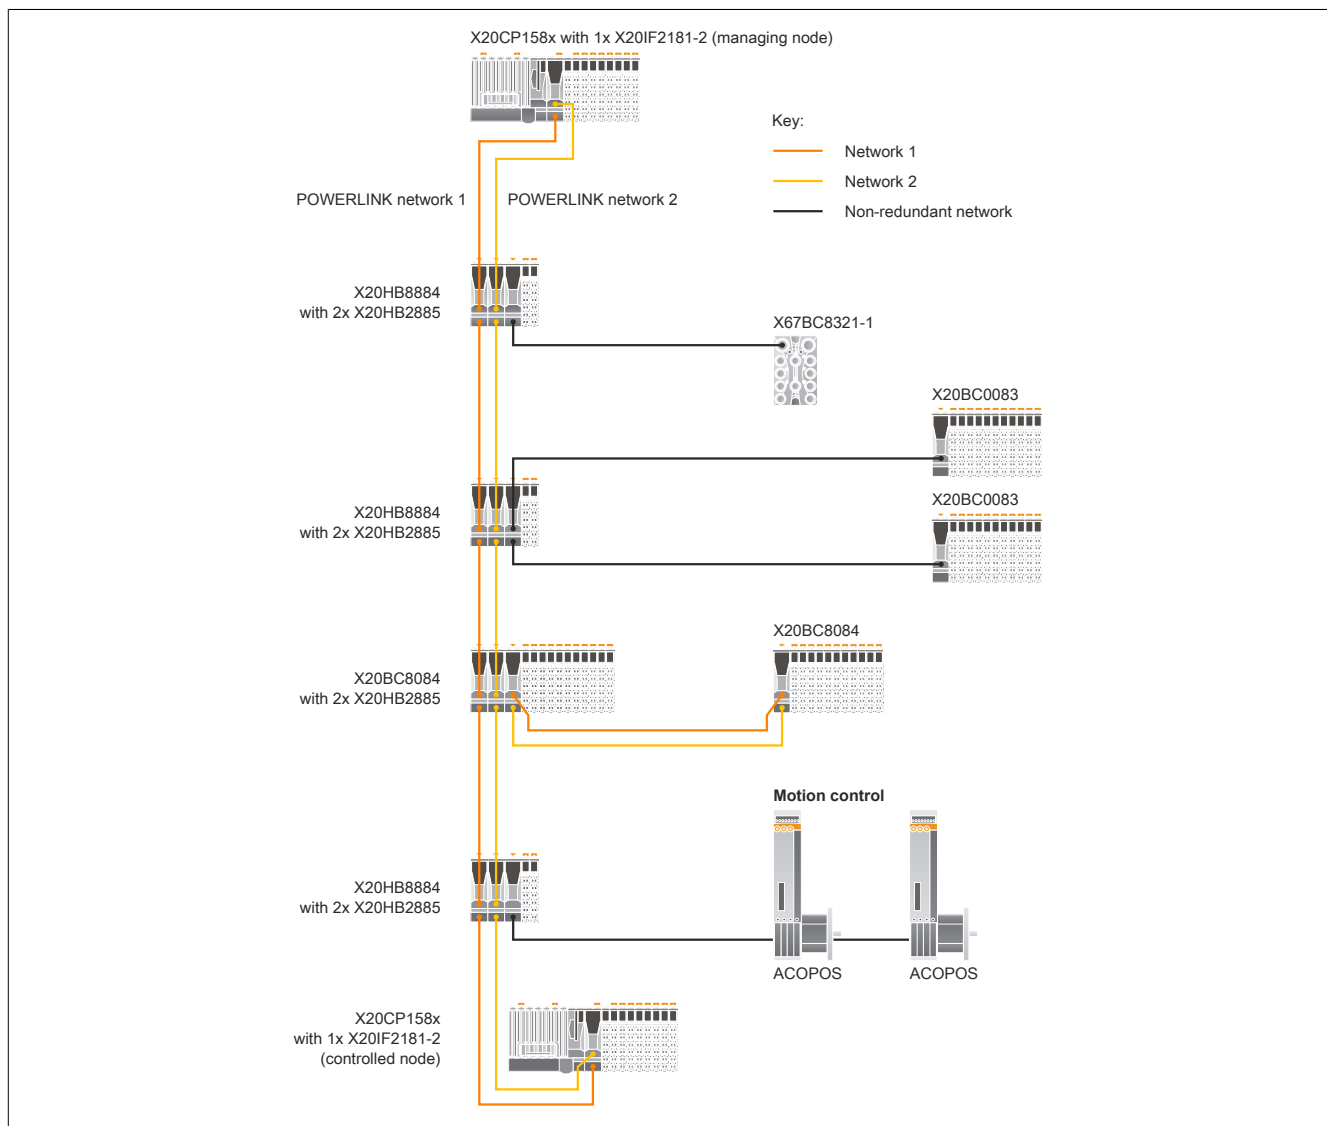 X20CP158x with 1x X20IF2181-2 (managing node)
Key:
Network 1
Network 2
Non-redundant network
POWERLINK network 1
POWERLINK network 2
X20HB8884
with 2x X20HB2885
X67BC8321-1
X20BC0083
X20HB8884
with 2x X20HB2885
X20BC0083
X20BC8084
X20BC8084
with 2x X20HB2885
Motion control
X20HB8884
with 2x X20HB2885
ACOPOS
ACOPOS
X20CP158x
with 1x X20IF2181-2
(controlled node)